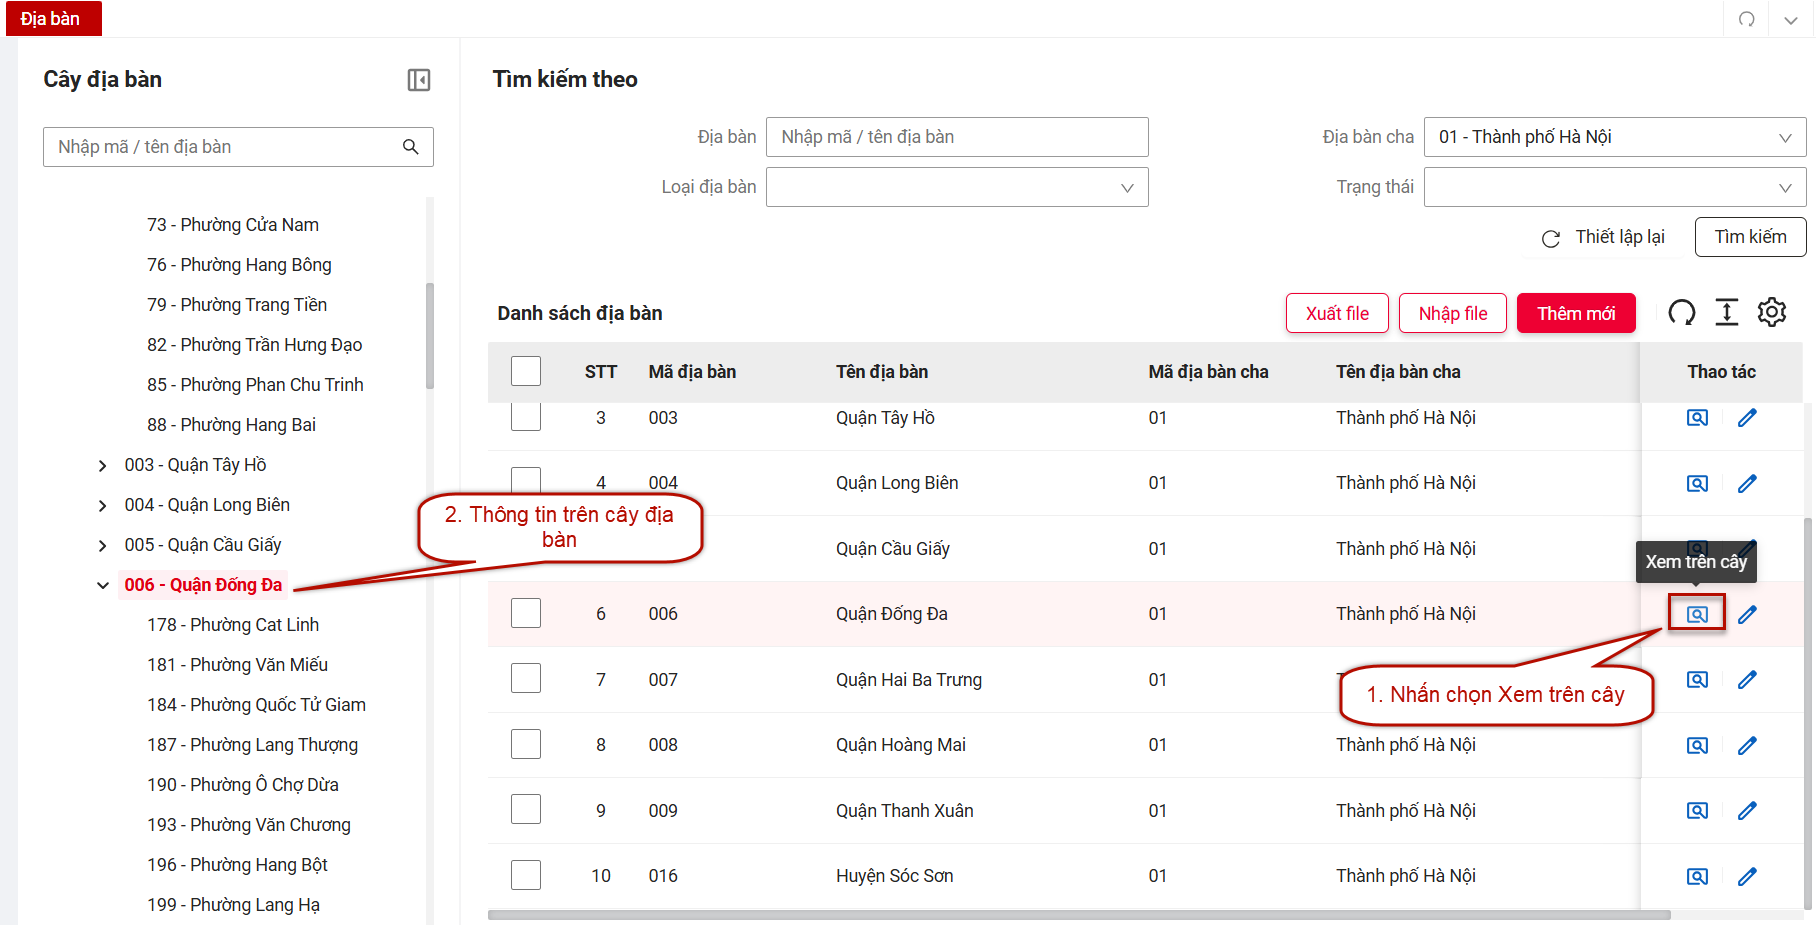 Địa bàn
Cây địa bàn
Nhập mã / tên địa bàn
73 - Phường Cửa Nam
76 - Phường Hang Bông
79 - Phường Trang Tiền
82 - Phường Trần Hưng Đạo
85 - Phường Phan Chu Trinh
88 - Phường Hang Bai
003 - Quận Tây Hồ
004 - Quận Long Biên
005 - Quận Cầu Giấy
006 - Quận Đống Đa
178 - Phường Cat Linh
181 - Phường Văn Miếu
184 - Phường Quốc Tử Giam
187 - Phường Lang Thượng
190 - Phường Ô Chợ Dừa
193 - Phường Văn Chương
196 - Phường Hang Bột
199 - Phường Lang Hạ
2. Thông tin trên cây địa
bàn
Tìm kiếm theo
Địa bàn Nhập mã / tên địa bàn Địa bàn cha 01 - Thành phố Hà Nội
Loại địa bàn Trạng thái
Thiết lập lại Tìm kiếm
Danh sách địa bàn Xuất file Nhập file Thêm mới
STT Mã địa bàn Tên địa bàn Mã địa bàn cha Tên địa bàn cha Thao tác
3 003 Quận Tây Hồ 01 Thành phố Hà Nội
4 004 Quận Long Biên 01 Thành phố Hà Nội
Quận Cầu Giấy 01 Thành phố Hà Nội
Xem trên cây
6 006 Quận Đống Đa 01 Thành phố Hà Nội
7 007 Quận Hai Ba Trưng 01
1. Nhấn chọn Xem trên cây
8 008 Quận Hoàng Mai 01 Thành phố Hà Nội
9 009 Quận Thanh Xuân 01 Thành phố Hà Nội
10 016 Huyện Sóc Sơn 01 Thành phố Hà Nội